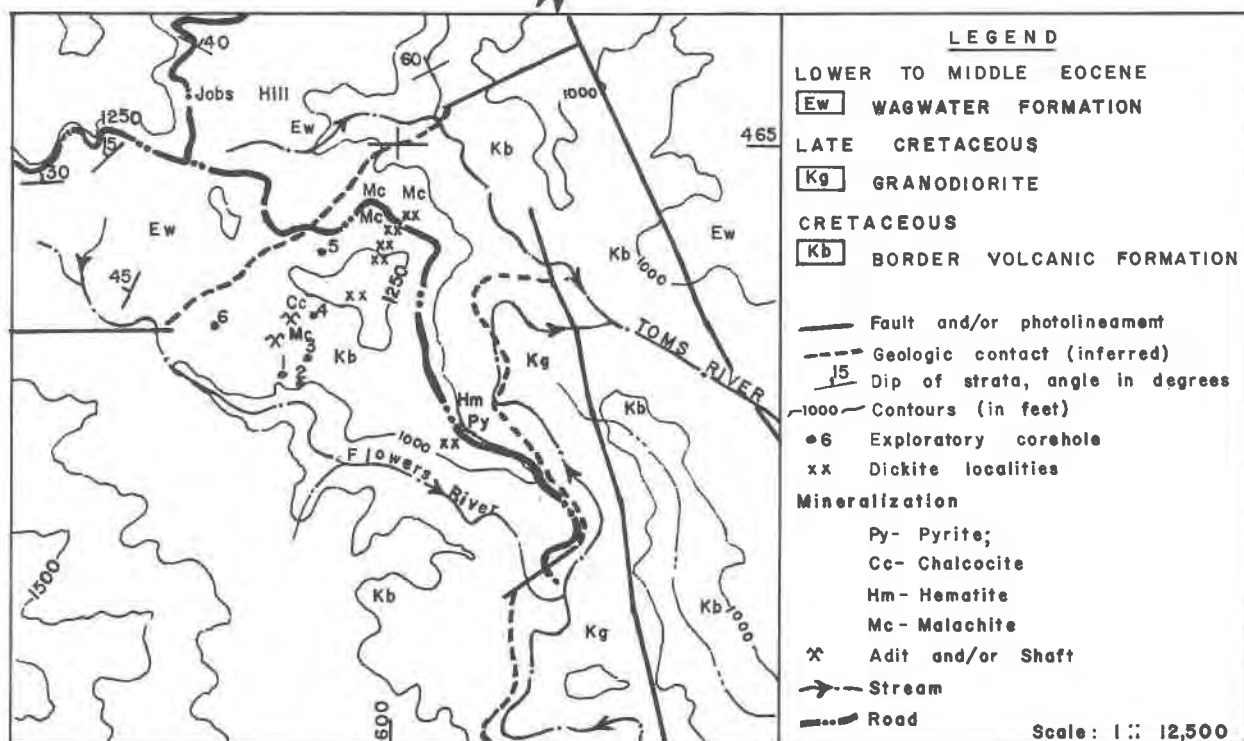 40
60
Jobs Hill
1000
1250
Ew
Kb
465
15
30
Mc Mc
Mc
Ew
5
Kb
Ew
1000
45
1250
Cc
4
6
Mc
TOMS RIVER
3
Kb
Kg
1
2
Hm
Kb
Py
1000
Flowers River
1500
Kb
Kb
1000
Kg
600
LEGEND
LOWER TO MIDDLE EOCENE
Ew WAGWATER FORMATION
LATE CRETACEOUS
Kg GRANODIORITE
CRETACEOUS
Kb BORDER VOLCANIC FORMATION
Fault and/or photolineament
Geologic contact (inferred)
15 Dip of strata, angle in degrees
1000 Contours (in feet)
6 Exploratory corehole
xx Dickite localities
Mineralization
Py- Pyrite;
Cc- Chalcocite
Hm- Hematite
Mc- Malachite
Adit and/or Shaft
Stream
Road
Scale: 1 :: 12,500